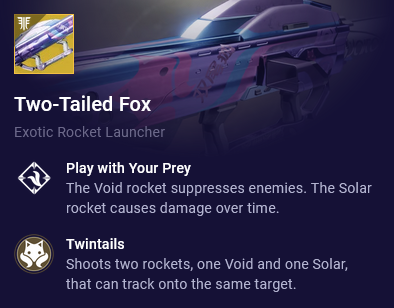 Two-Tailed Fox
Exotic Rocket Launcher
Play with Your Prey
The Void rocket suppresses enemies. The Solar
rocket causes damage over time.
Twintails
Shoots two rockets, one Void and one Solar,
that can track onto the same target.